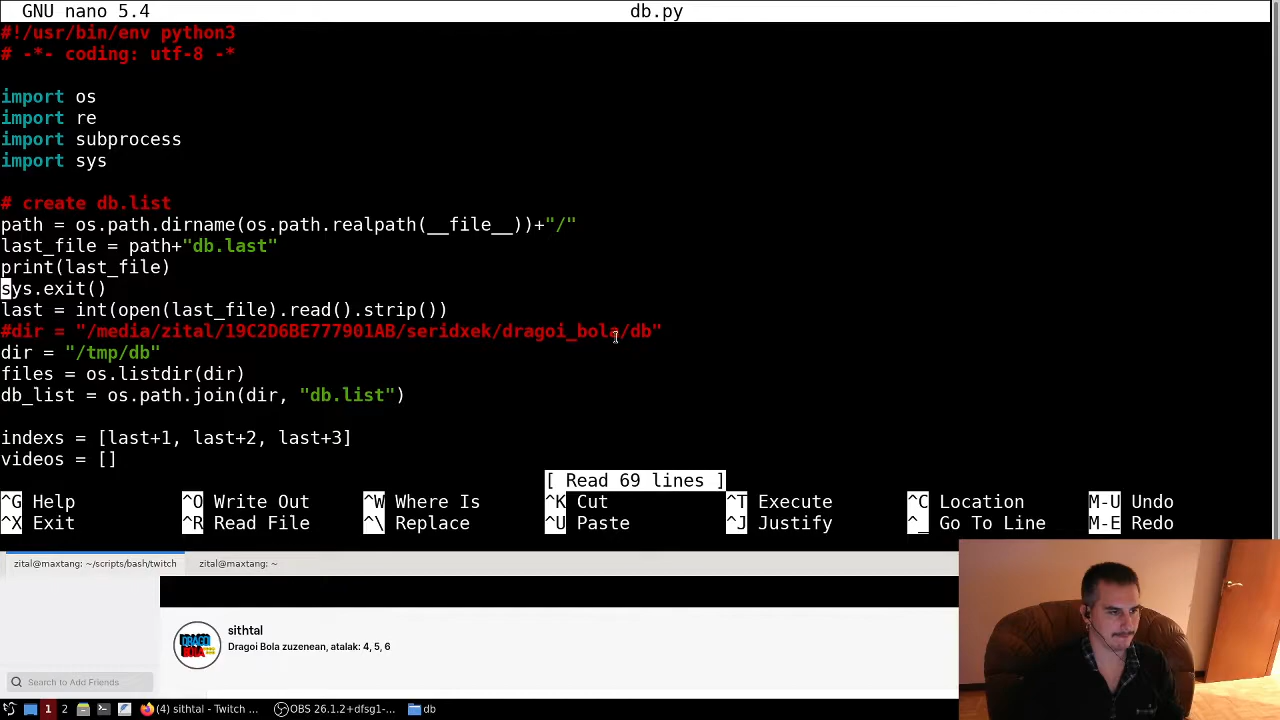 GNU nano 5.4 db.py
#!/usr/bin/env python3
# -*- coding: utf-8 -*
import os
import re
import subprocess
import sys
# create db.list
path = os.path.dirname(os.path.realpath(__file__))+"/"
last_file = path+"db.last"
print(last_file)
sys.exit()
last = int(open(last_file).read().strip())
#dir = "/media/zital/19C2D6BE777901AB/seridxek/dragoi_bola/db"
dir = "/tmp/db"
files = os.listdir(dir)
db_list = os.path.join(dir, "db.list")
indexs = [last+1, last+2, last+3]
videos = []
[ Read 69 lines ]
^G Help ^O Write Out ^W Where Is ^K Cut ^T Execute ^C Location M-U Undo
^X Exit ^R Read File ^\ Replace ^U Paste ^J Justify ^_ Go To Line M-E Redo
zital@maxtang: ~/scripts/bash/twitch zital@maxtang: ~
DRAGOI BOLA
sithtal
Dragoi Bola zuzenean, atalak: 4, 5, 6
Search to Add Friends
1 2 (4) sithtal - Twitch ... OBS 26.1.2+dfsg1-... db